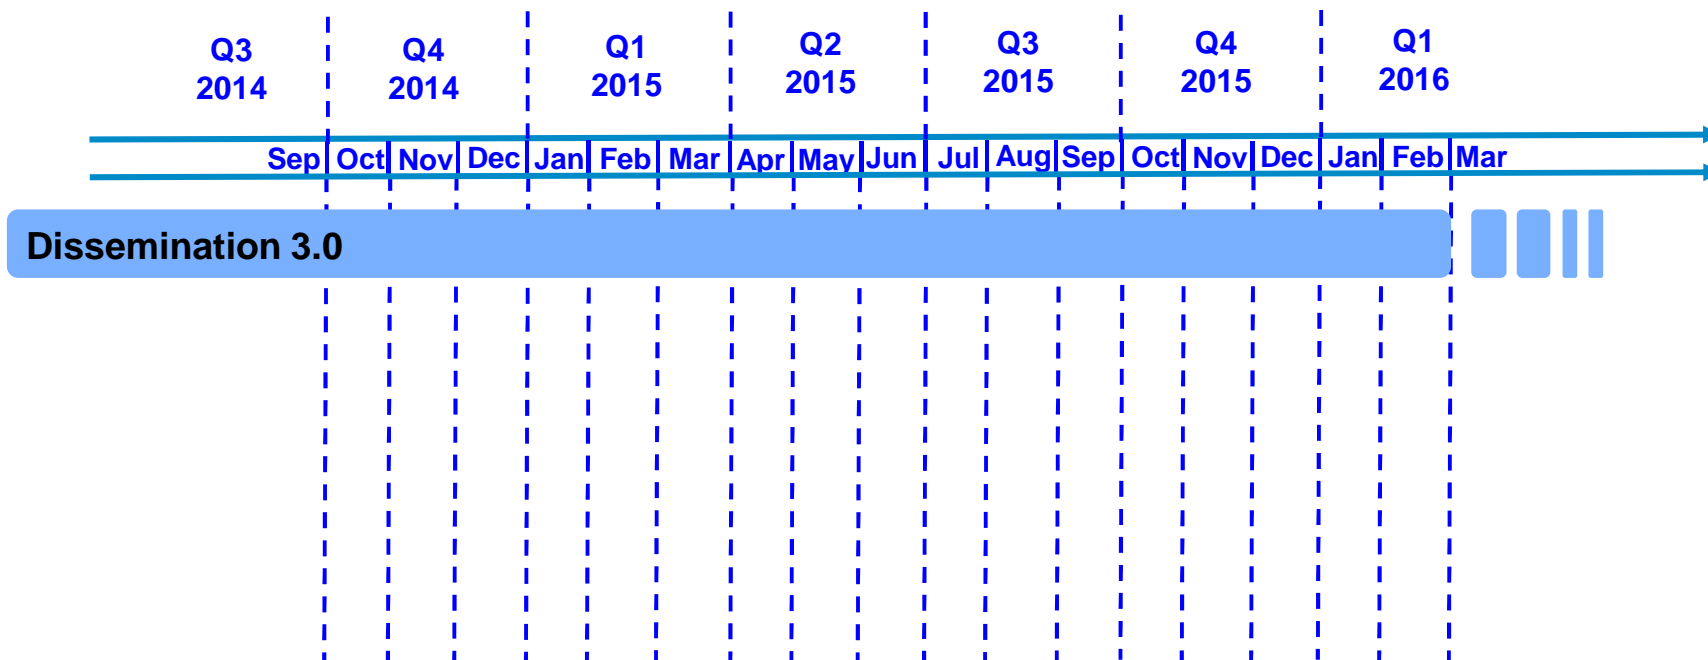 Q3 Q4 Q1 Q2 Q3 Q4 Q1
2014 2014 2015 2015 2015 2015 2016
Sep Oct Nov Dec Jan Feb Mar Apr May Jun Jul Aug Sep Oct Nov Dec Jan Feb Mar
Dissemination 3.0